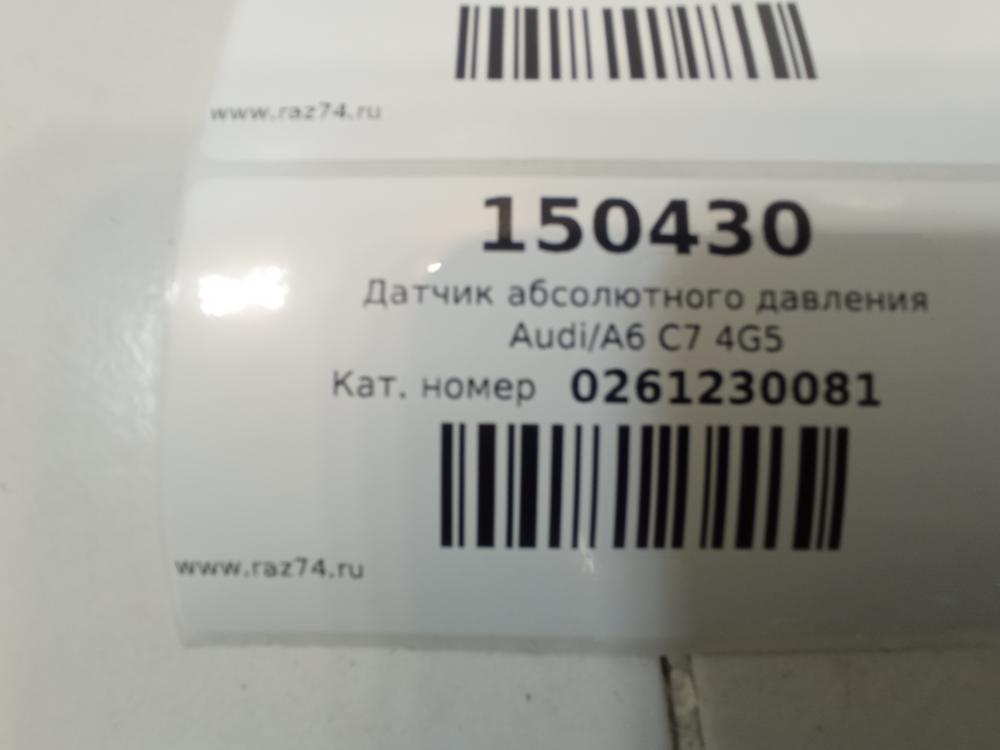 www.raz74.ru
150430
Датчик абсолютного давления
Audi/A6 C7 4G5
Кат. номер 0261230081
www.raz74.ru